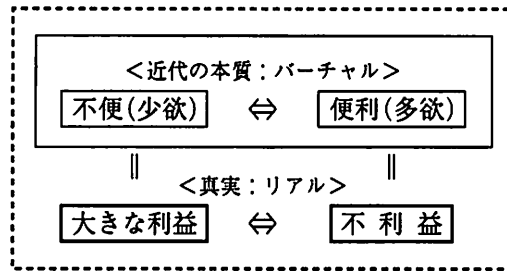 <近代の本質：バーチャル>
不便(少欲) ⇔ 便利(多欲)
|| ||
<真実：リアル>
大きな利益 ⇔ 不利益